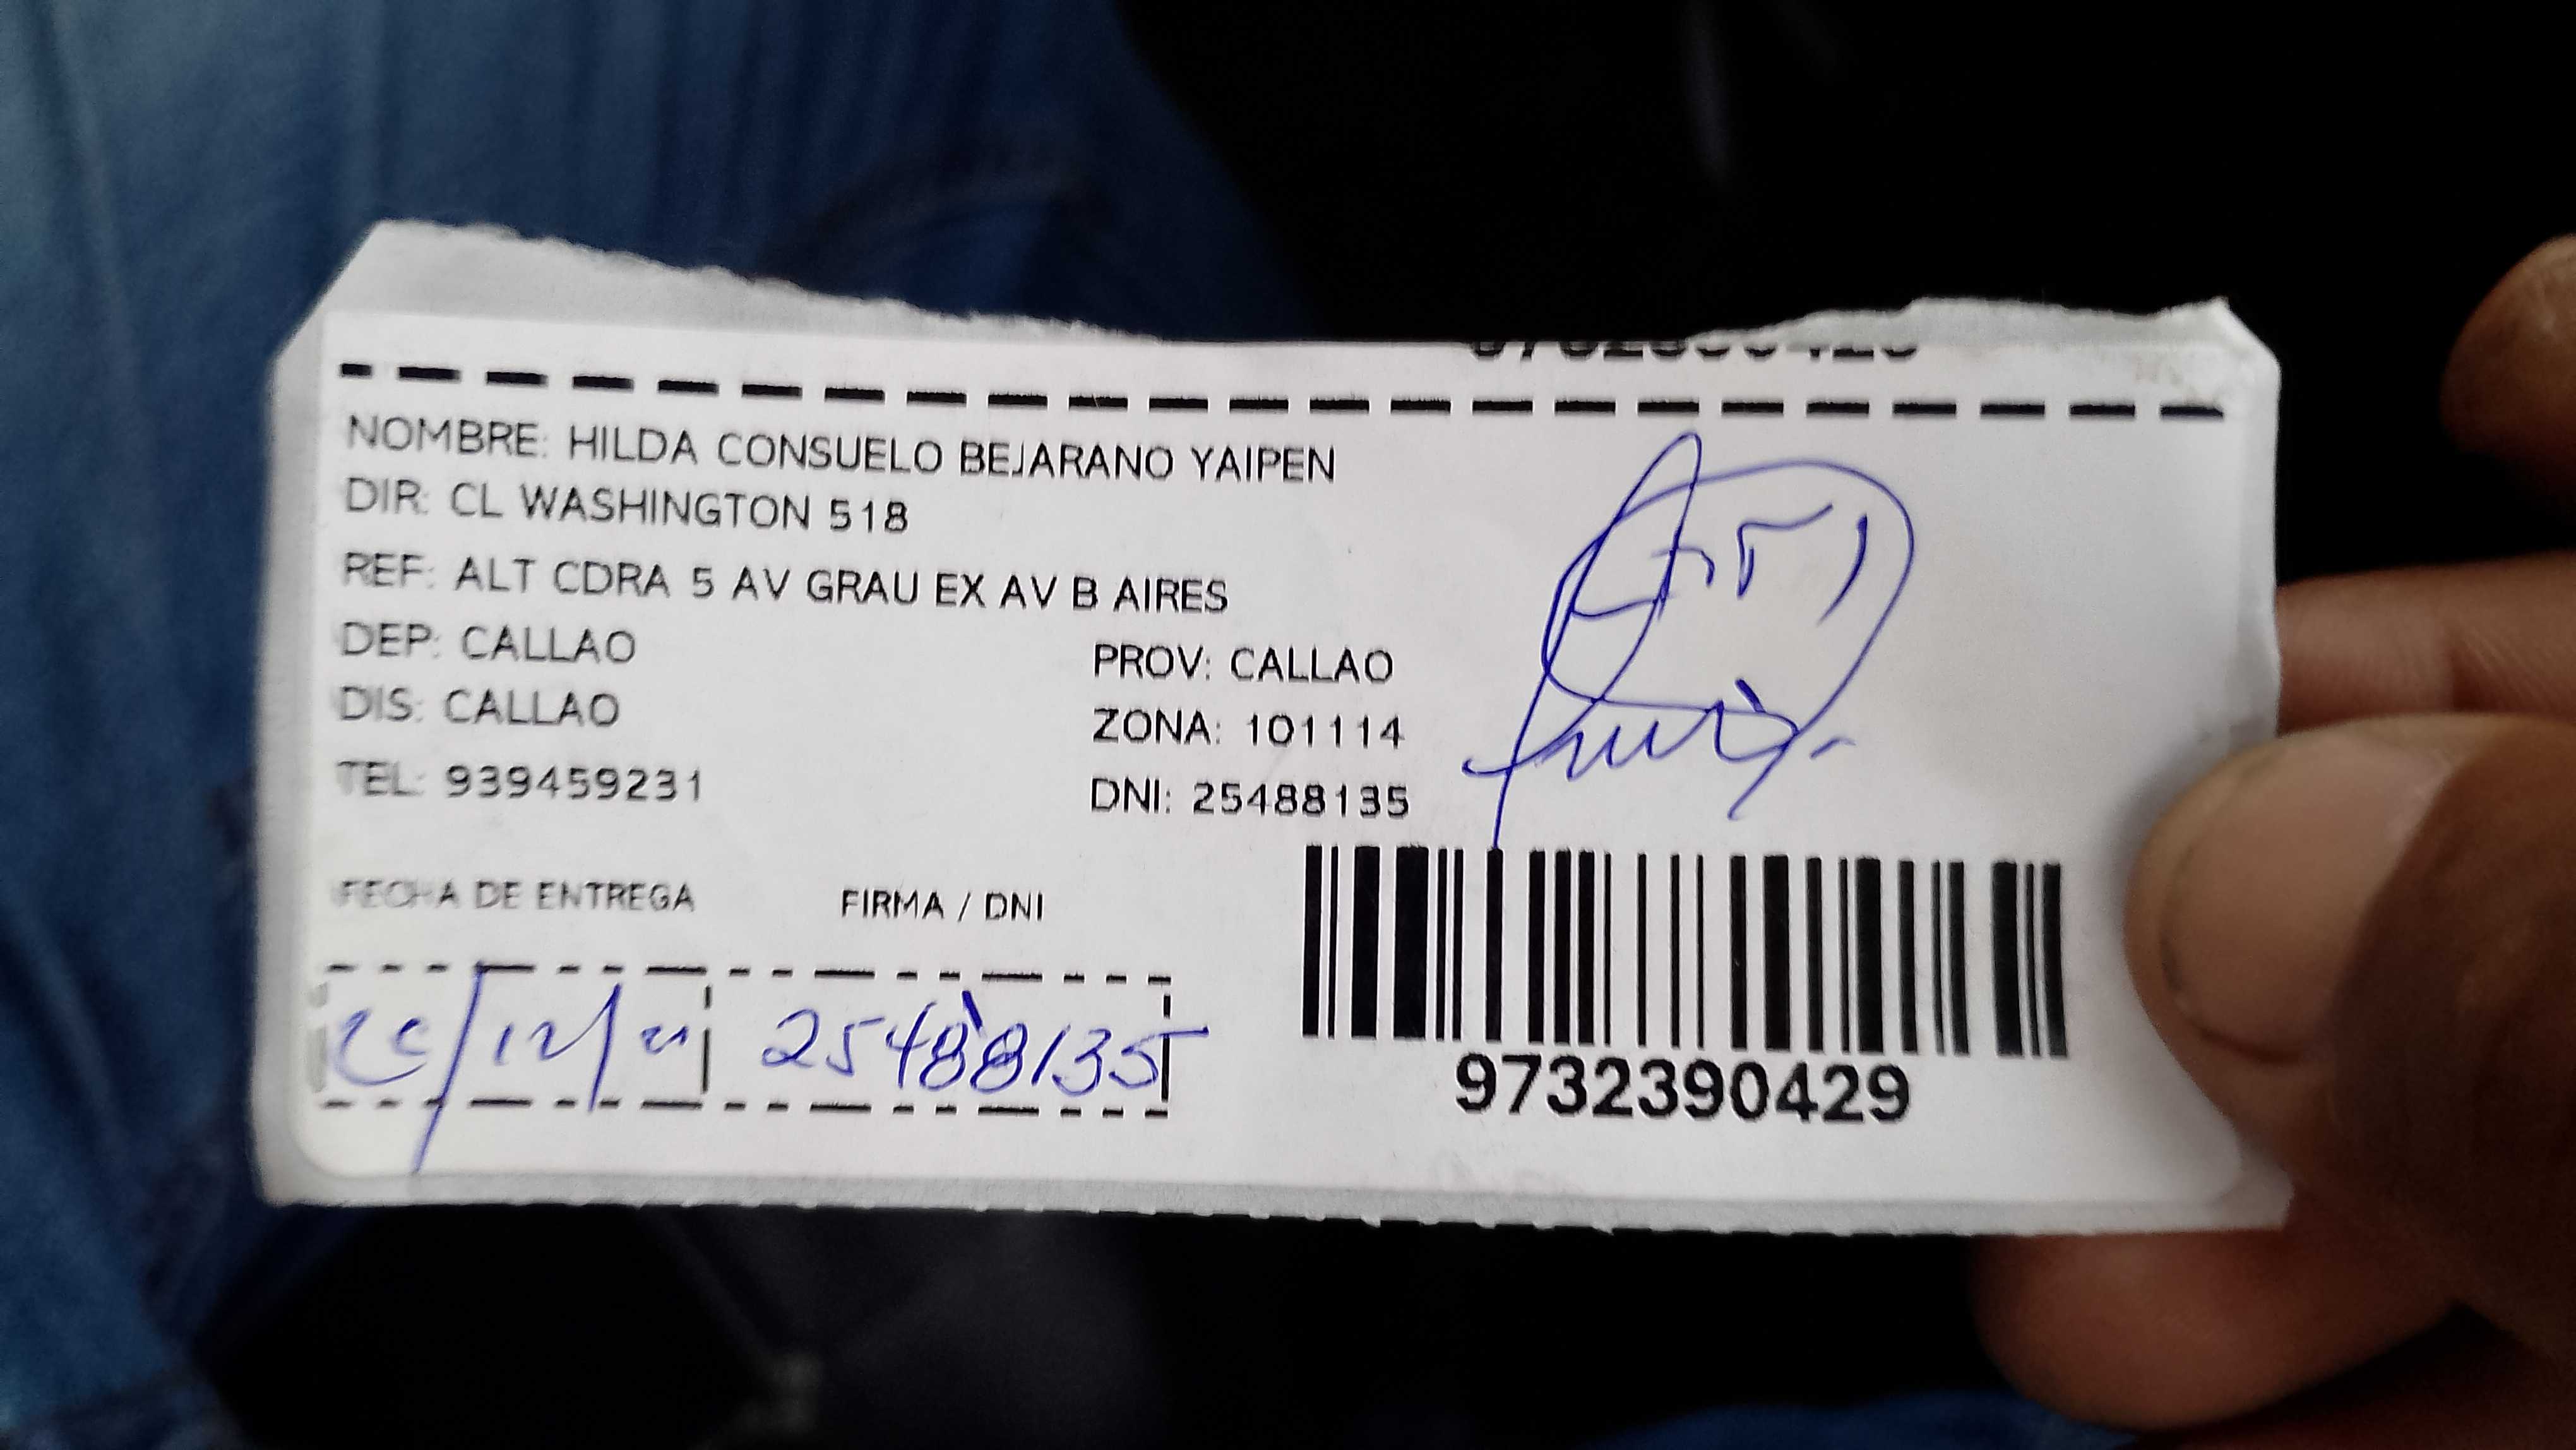 NOMBRE: HILDA CONSUELO BEJARANO YAIPEN
DIR: CL WASHINGTON 518
REF: ALT CDRA 5 AV GRAU EX AV B AIRES
DEP: CALLAO
PROV: CALLAO
DIS: CALLAO
ZONA: 101114
TEL: 939459231
DNI: 25488135
FECHA DE ENTREGA
FIRMA / DNI
25488135
9732390429